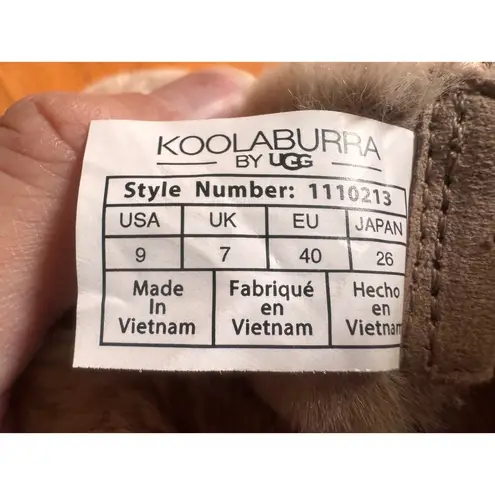 KOOLABURRA
BY UGG
Style Number: 1110213
USA UK EU JAPAN
9 7 40 26
Made In Vietnam
Fabriqué en Vietnam
Hecho en Vietnam